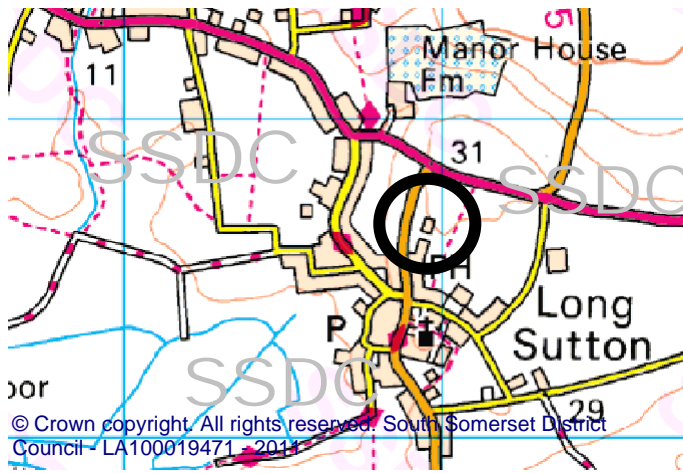 5
Manor House
Fm
11
31
SSDC
SSDC
PH
Long
Sutton
P
SSDC
oor
29
© Crown copyright. All rights reserved. South Somerset District
Council - LA100019471 - 2011